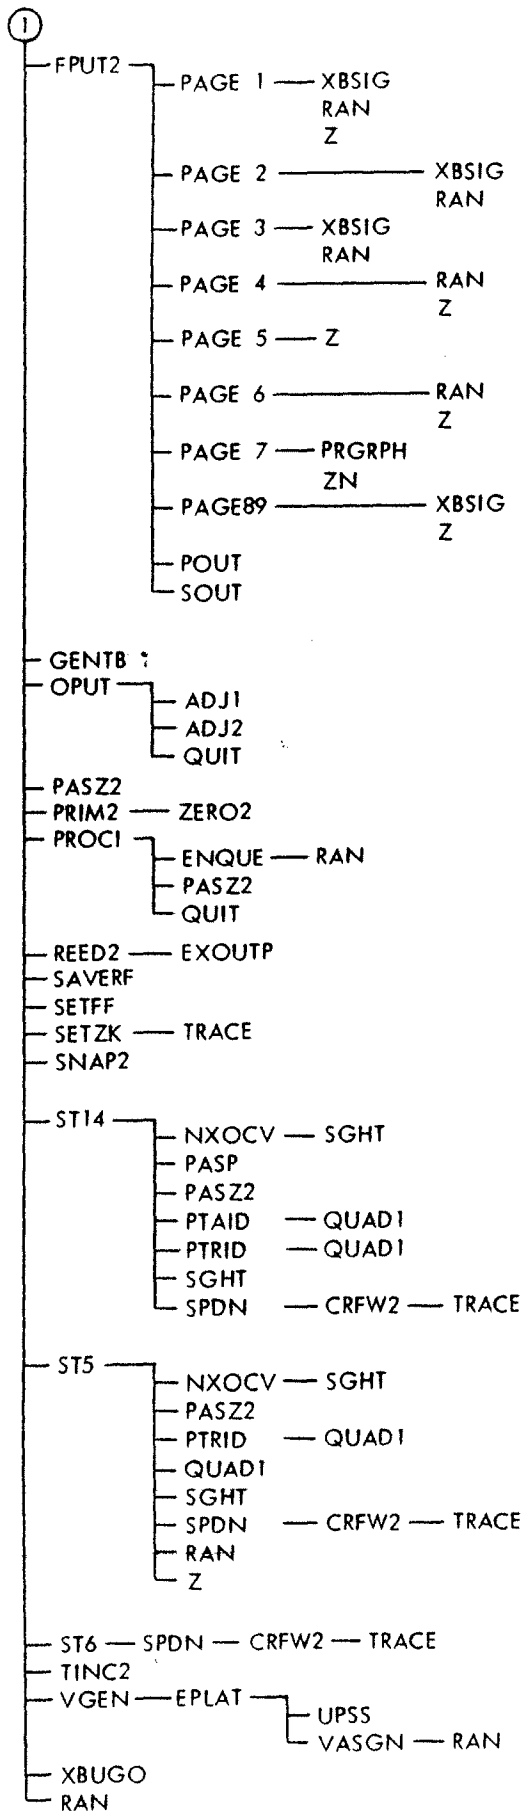 1
FPUT2
PAGE 1 XBSIG
RAN
Z
PAGE 2 XBSIG
RAN
PAGE 3 XBSIG
RAN
PAGE 4 RAN
Z
PAGE 5 Z
PAGE 6 RAN
Z
PAGE 7 PRGRPH
ZN
PAGE89 XBSIG
Z
POUT
SOUT
GENTB
OPUT
ADJ1
ADJ2
QUIT
PASZ2
PRIM2 ZERO2
PROCI
ENQUE RAN
PASZ2
QUIT
REED2 EXOUTP
SAVERF
SETFF
SETZK TRACE
SNAP2
ST14
NXOCV SGHT
PASP
PASZ2
PTAID QUAD1
PTRID QUAD1
SGHT
SPDN CRFW2 TRACE
ST5
NXOCV SGHT
PASZ2
PTRID QUAD1
QUAD1
SGHT
SPDN CRFW2 TRACE
RAN
Z
ST6 SPDN CRFW2 TRACE
TINC2
VGEN EPLAT
UPSS
VASGN RAN
XBUGO
RAN